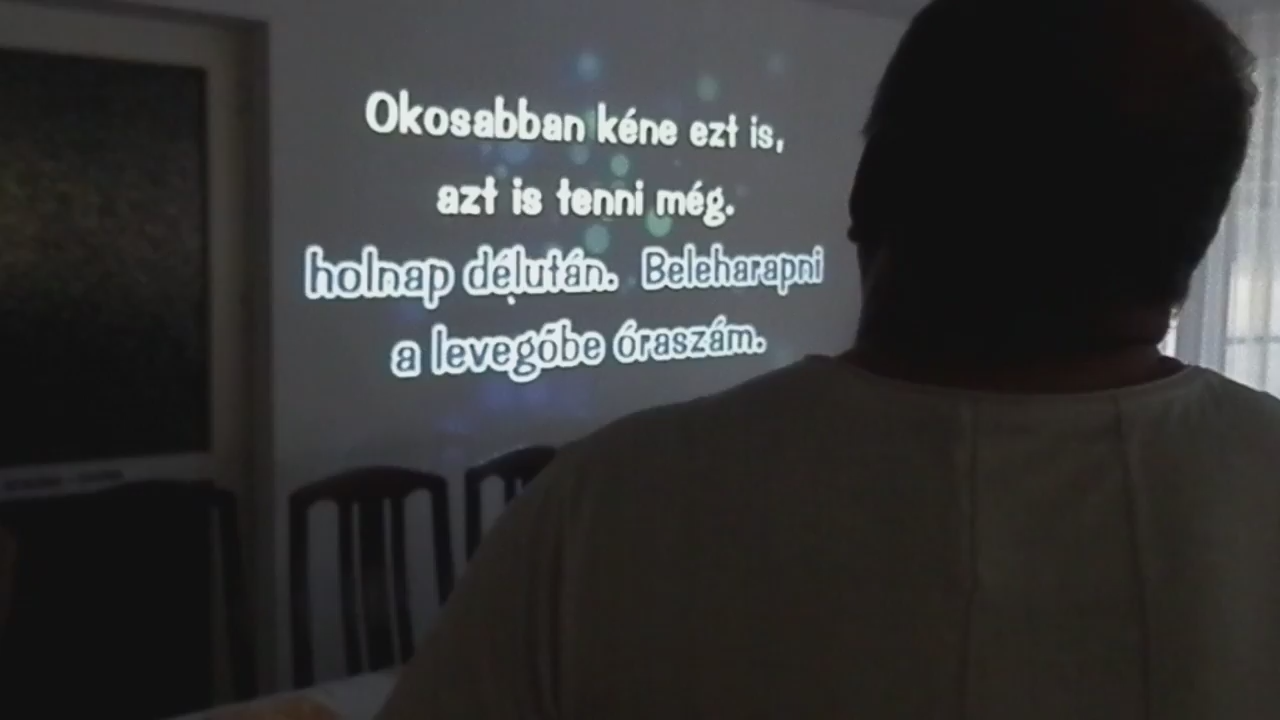 Okosabban kéne ezt is,
azt is tenni még.
holnap délután. Beleharapni
a levegőbe óraszám.